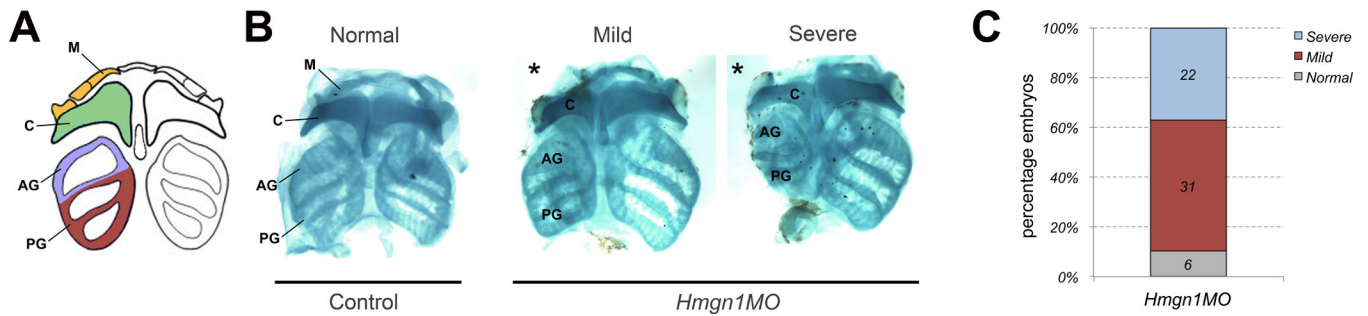 A
M
C
AG
PG
B
Normal
Mild
Severe
M
C
AG
PG
*
C
AG
PG
*
C
AG
PG
Control
Hmgn1MO
C
percentage embryos
100%
80%
60%
40%
20%
0%
22
31
6
Hmgn1MO
Severe
Mild
Normal